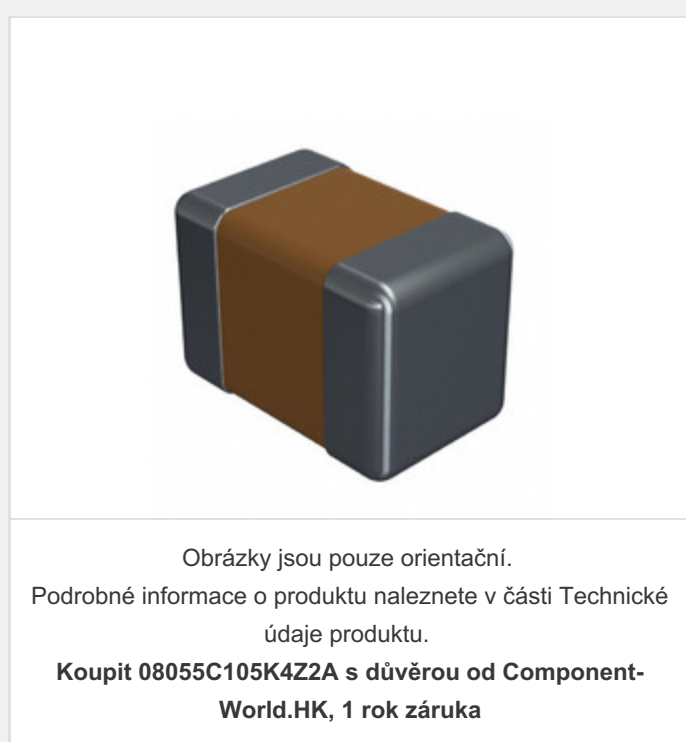 Obrázky jsou pouze orientační.
Podrobné informace o produktu naleznete v části Technické
údaje produktu.
Koupit 08055C105K4Z2A s důvěrou od Component-
World.HK, 1 rok záruka